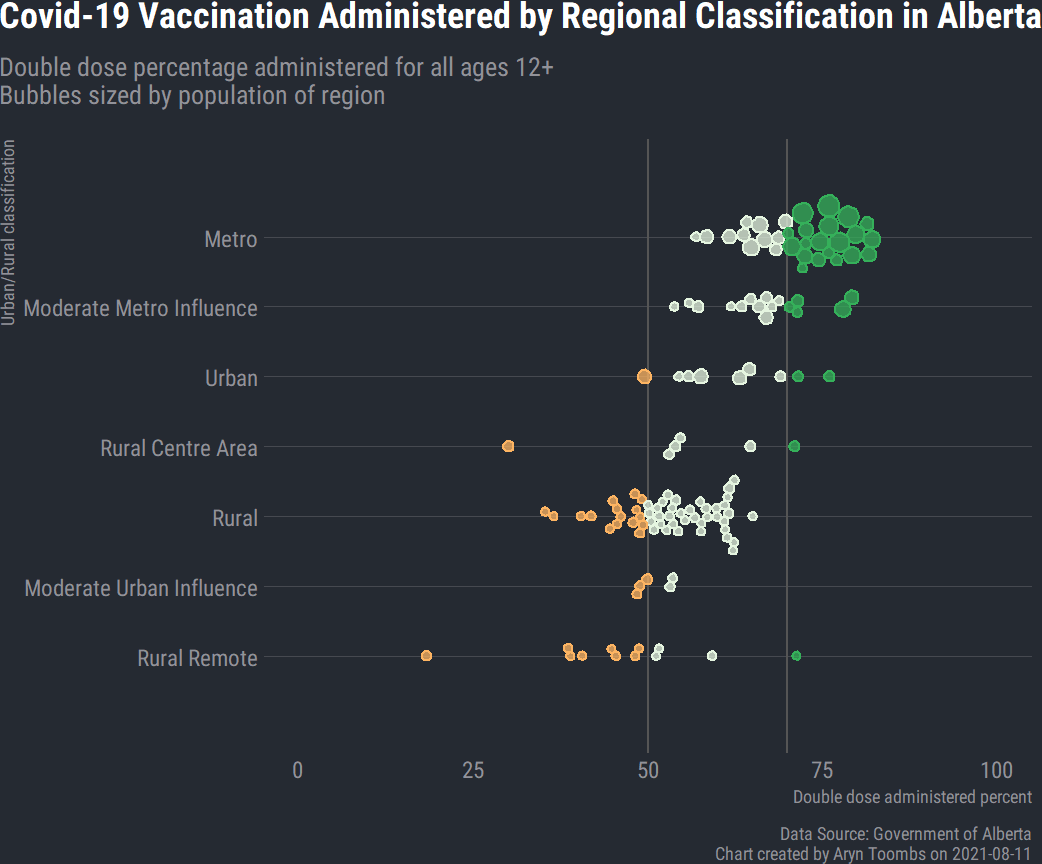 Covid-19 Vaccination Administered by Regional Classification in Alberta
Double dose percentage administered for all ages 12+
Bubbles sized by population of region
Urban/Rural classification
Metro
Moderate Metro Influence
Urban
Rural Centre Area
Rural
Moderate Urban Influence
Rural Remote
0 25 50 75 100
Double dose administered percent
Data Source: Government of Alberta
Chart created by Aryn Toombs on 2021-08-11